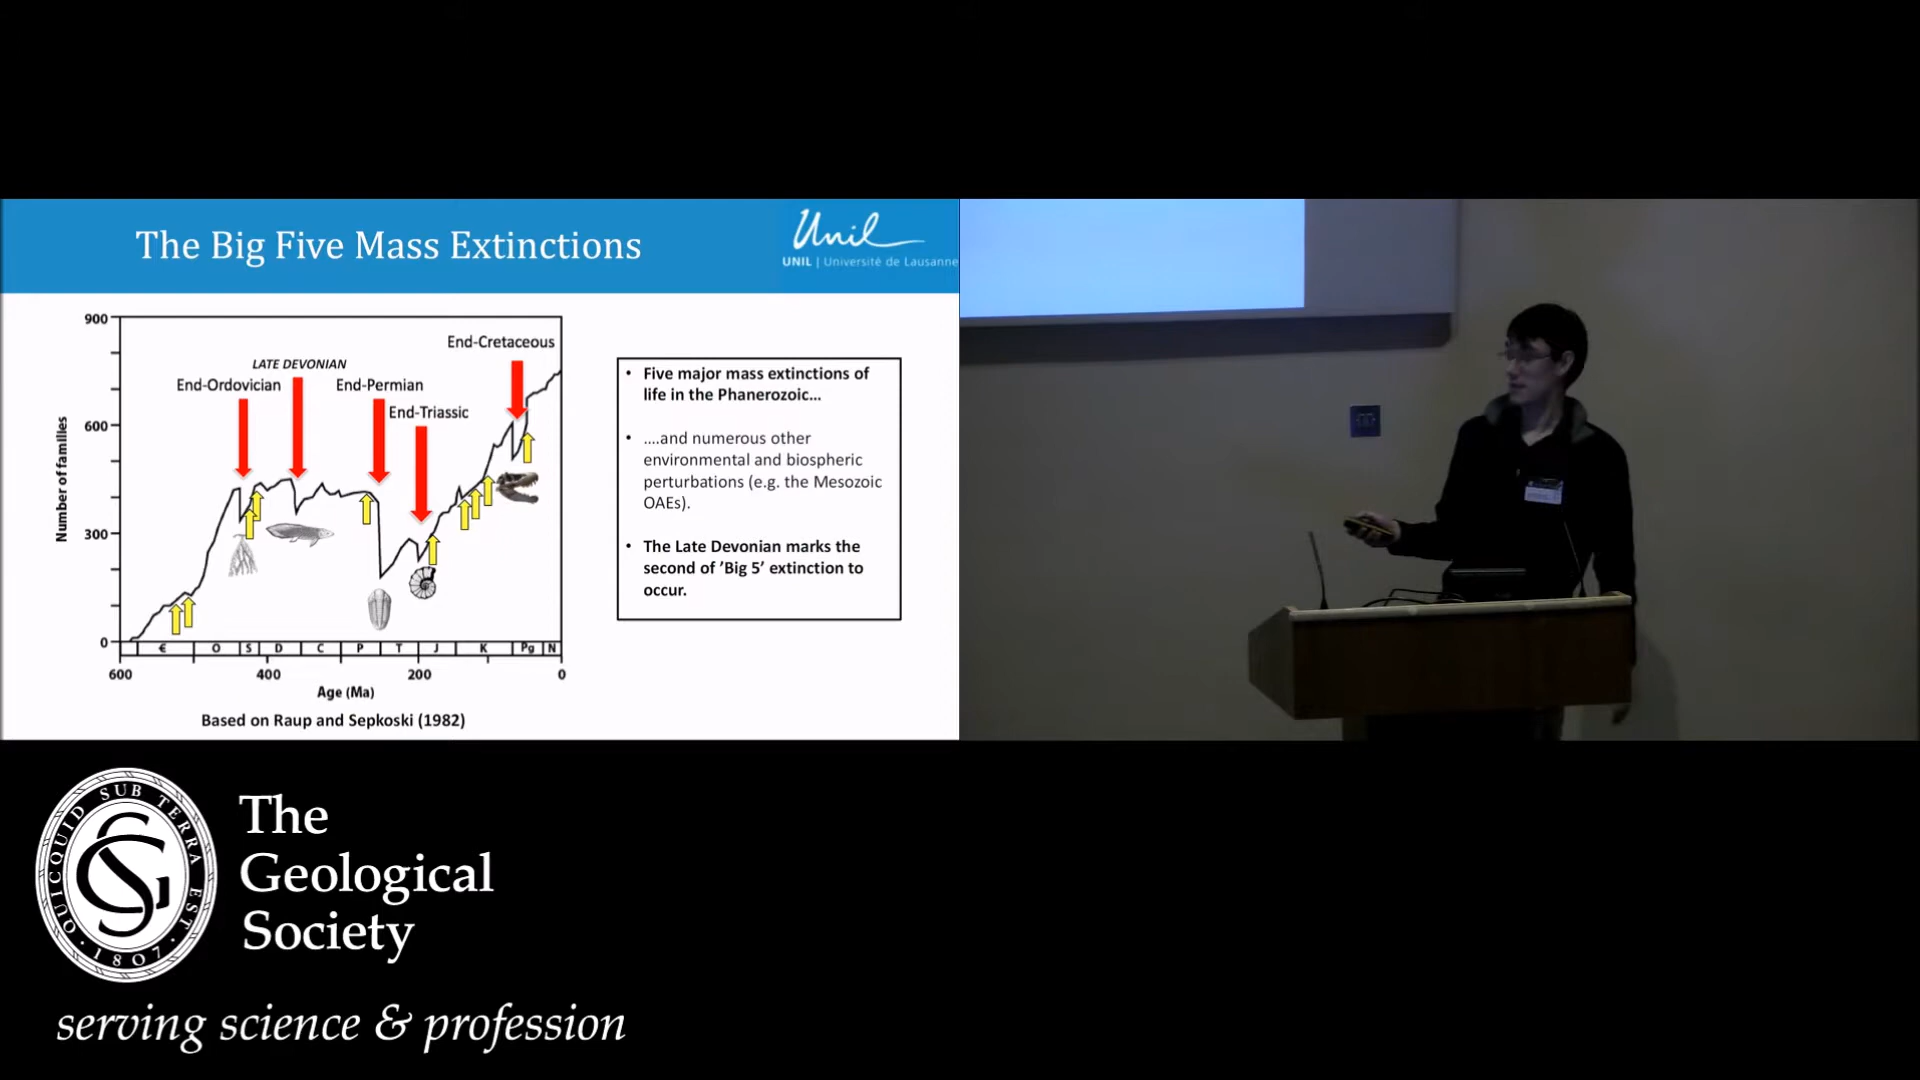 The Big Five Mass Extinctions
Unil
UNIL | Université de Lausanne
900
600
300
0
Number of families
End-Ordovician
LATE DEVONIAN
End-Permian
End-Triassic
End-Cretaceous
€ O S D C P T J K Pg N
600 400 200 0
Age (Ma)
Based on Raup and Sepkoski (1982)
• Five major mass extinctions of
life in the Phanerozoic...
• ....and numerous other
environmental and biospheric
perturbations (e.g. the Mesozoic
OAEs).
• The Late Devonian marks the
second of ’Big 5’ extinction to
occur.
QUICQUID SUB TERRA EST
· 1807 ·
GS
The
Geological
Society
serving science & profession